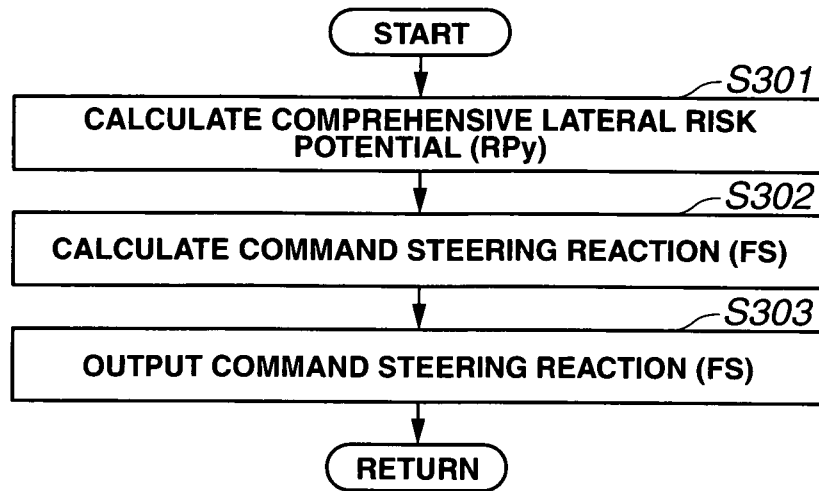 START
S301
CALCULATE COMPREHENSIVE LATERAL RISK
POTENTIAL (RPy)
S302
CALCULATE COMMAND STEERING REACTION (FS)
S303
OUTPUT COMMAND STEERING REACTION (FS)
RETURN